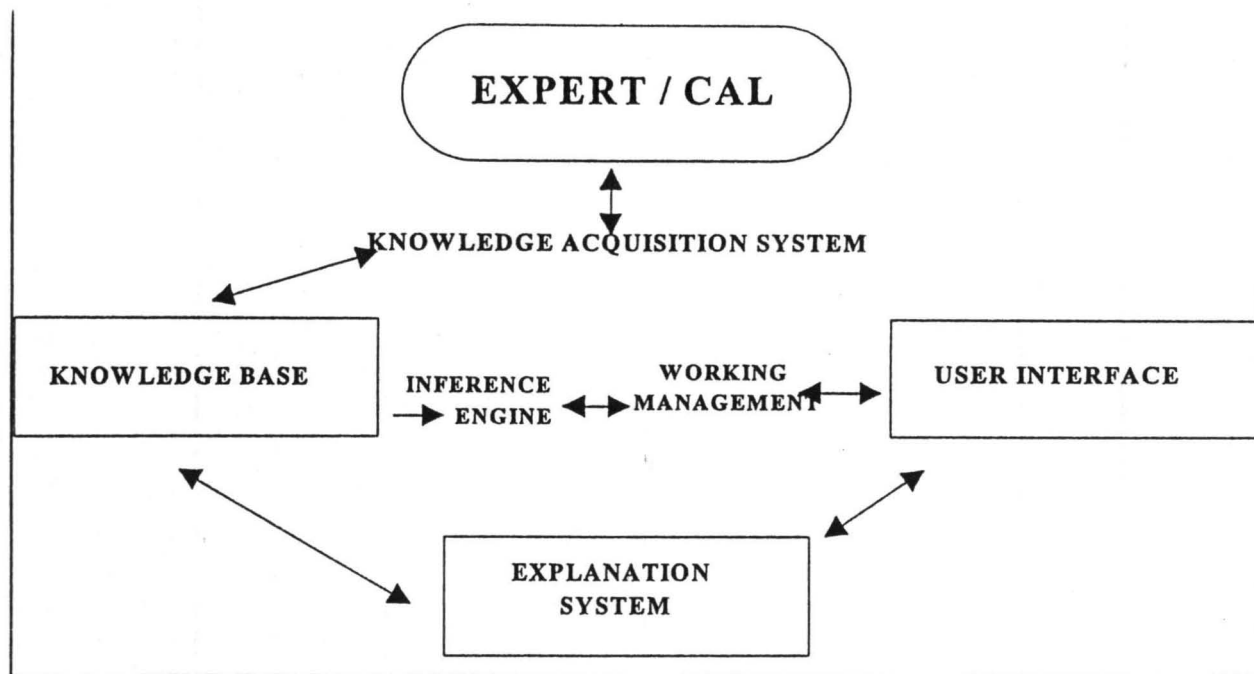 EXPERT / CAL
KNOWLEDGE ACQUISITION SYSTEM
KNOWLEDGE BASE
INFERENCE
ENGINE
WORKING
MANAGEMENT
USER INTERFACE
EXPLANATION
SYSTEM